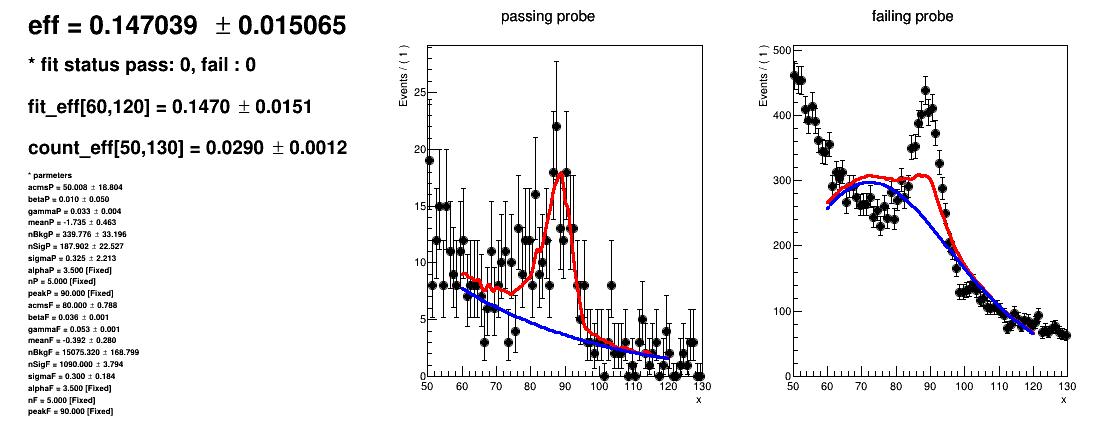 eff = 0.147039 ± 0.015065
* fit status pass: 0, fail : 0
fit_eff[60,120] = 0.1470 ± 0.0151
count_eff[50,130] = 0.0290 ± 0.0012
* parmeters
acmsP = 50.008 ± 16.804
betaP = 0.010 ± 0.050
gammaP = 0.033 ± 0.004
meanP = -1.735 ± 0.463
nBkgP = 339.776 ± 33.196
nSigP = 187.902 ± 22.527
sigmaP = 0.325 ± 2.213
alphaP = 3.500 [Fixed]
nP = 5.000 [Fixed]
peakP = 90.000 [Fixed]
acmsF = 80.000 ± 0.788
betaF = 0.036 ± 0.001
gammaF = 0.053 ± 0.001
meanF = -0.392 ± 0.280
nBkgF = 15075.320 ± 168.799
nSigF = 1090.000 ± 3.794
sigmaF = 0.300 ± 0.184
alphaF = 3.500 [Fixed]
nF = 5.000 [Fixed]
peakF = 90.000 [Fixed]
passing probe
Events / ( 1 )
25
20
15
10
5
0
50 60 70 80 90 100 110 120 130
x
failing probe
Events / ( 1 )
500
400
300
200
100
0
50 60 70 80 90 100 110 120 130
x